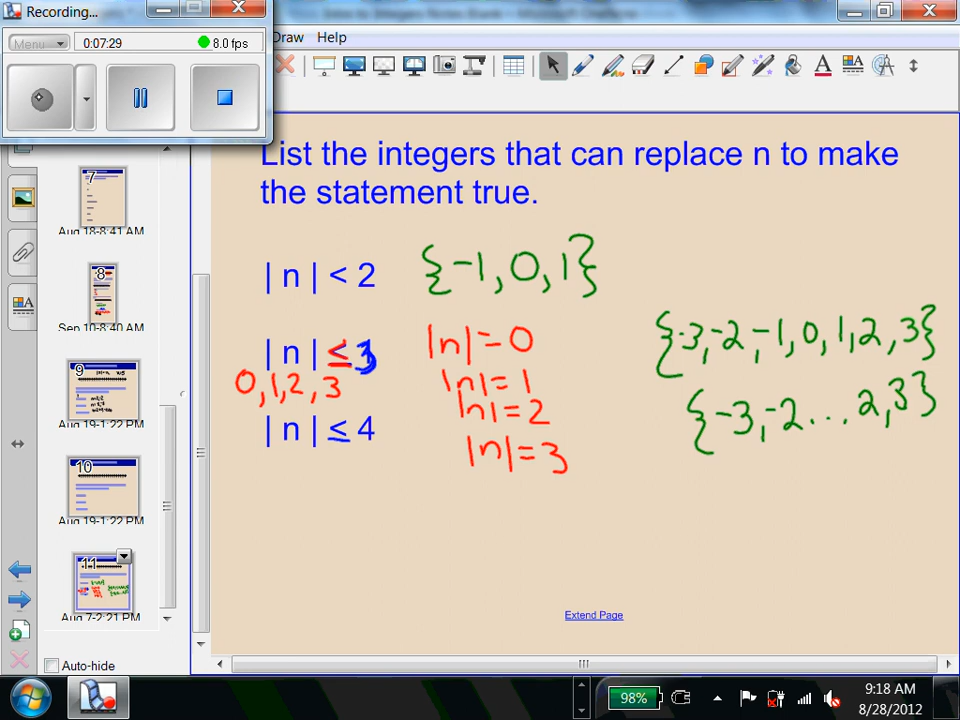 Recording...
Menu
0:07:29
8.0 fps
Draw Help
List the integers that can replace n to make
the statement true.
| n | < 2
{-1, 0, 1}
| n | ≤ 3
|n| = 0
{-3, -2, -1, 0, 1, 2, 3}
0, 1, 2, 3
|n| = 1
|n| = 2
{-3, -2 ... 2, 3}
| n | ≤ 4
|n| = 3
7
Aug 18-8:41 AM
8
Sep 10-8:40 AM
9
Aug 19-1:22 PM
10
Aug 19-1:22 PM
11
Aug 7-2:21 PM
Extend Page
Auto-hide
98%
9:18 AM
8/28/2012